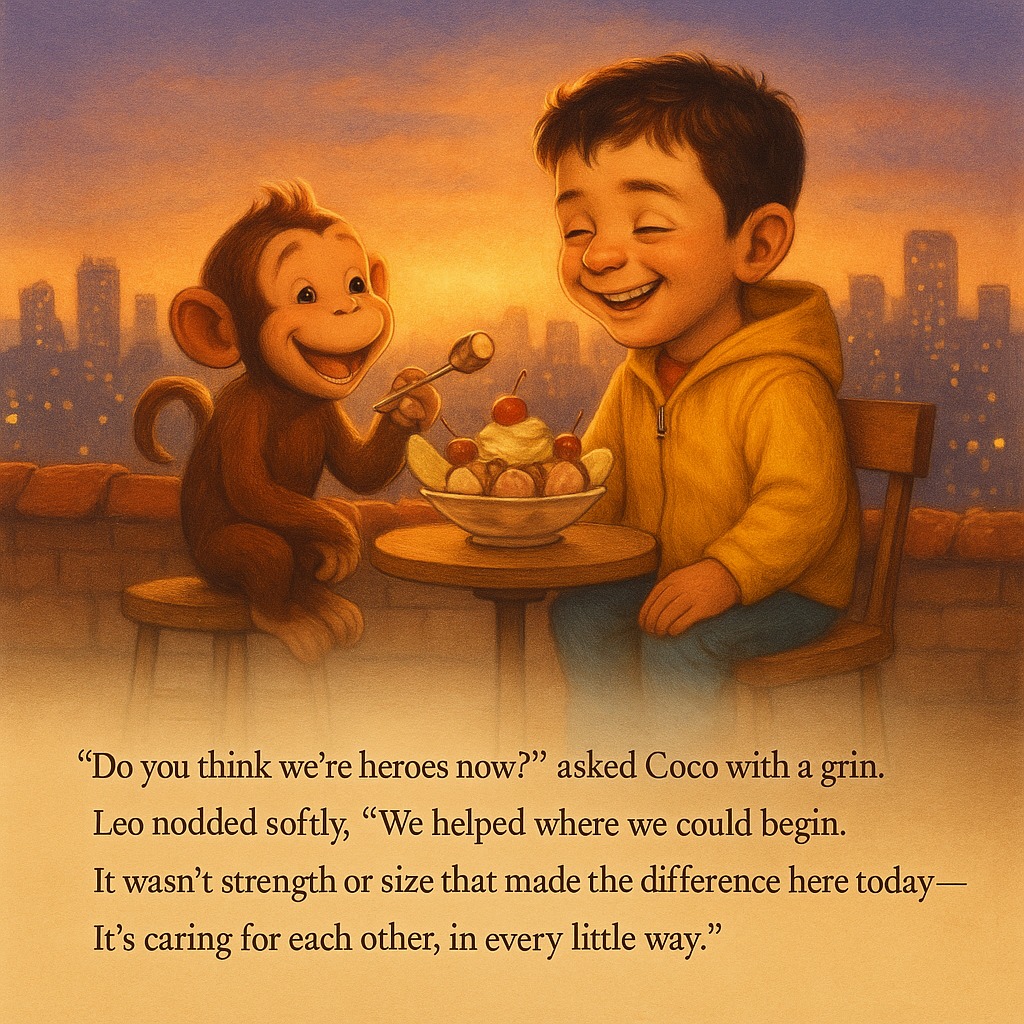 “Do you think we’re heroes now?” asked Coco with a grin.
Leo nodded softly, “We helped where we could begin.
It wasn’t strength or size that made the difference here today—
It’s caring for each other, in every little way.”